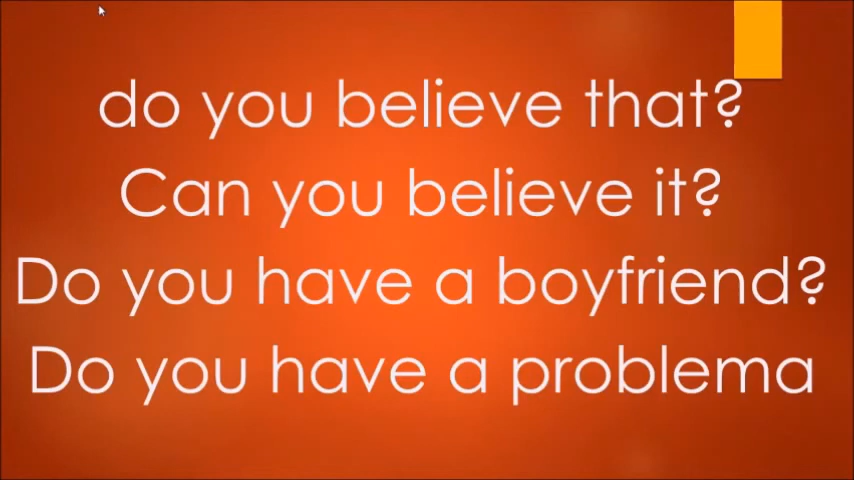 do you believe that?
Can you believe it?
Do you have a boyfriend?
Do you have a problema